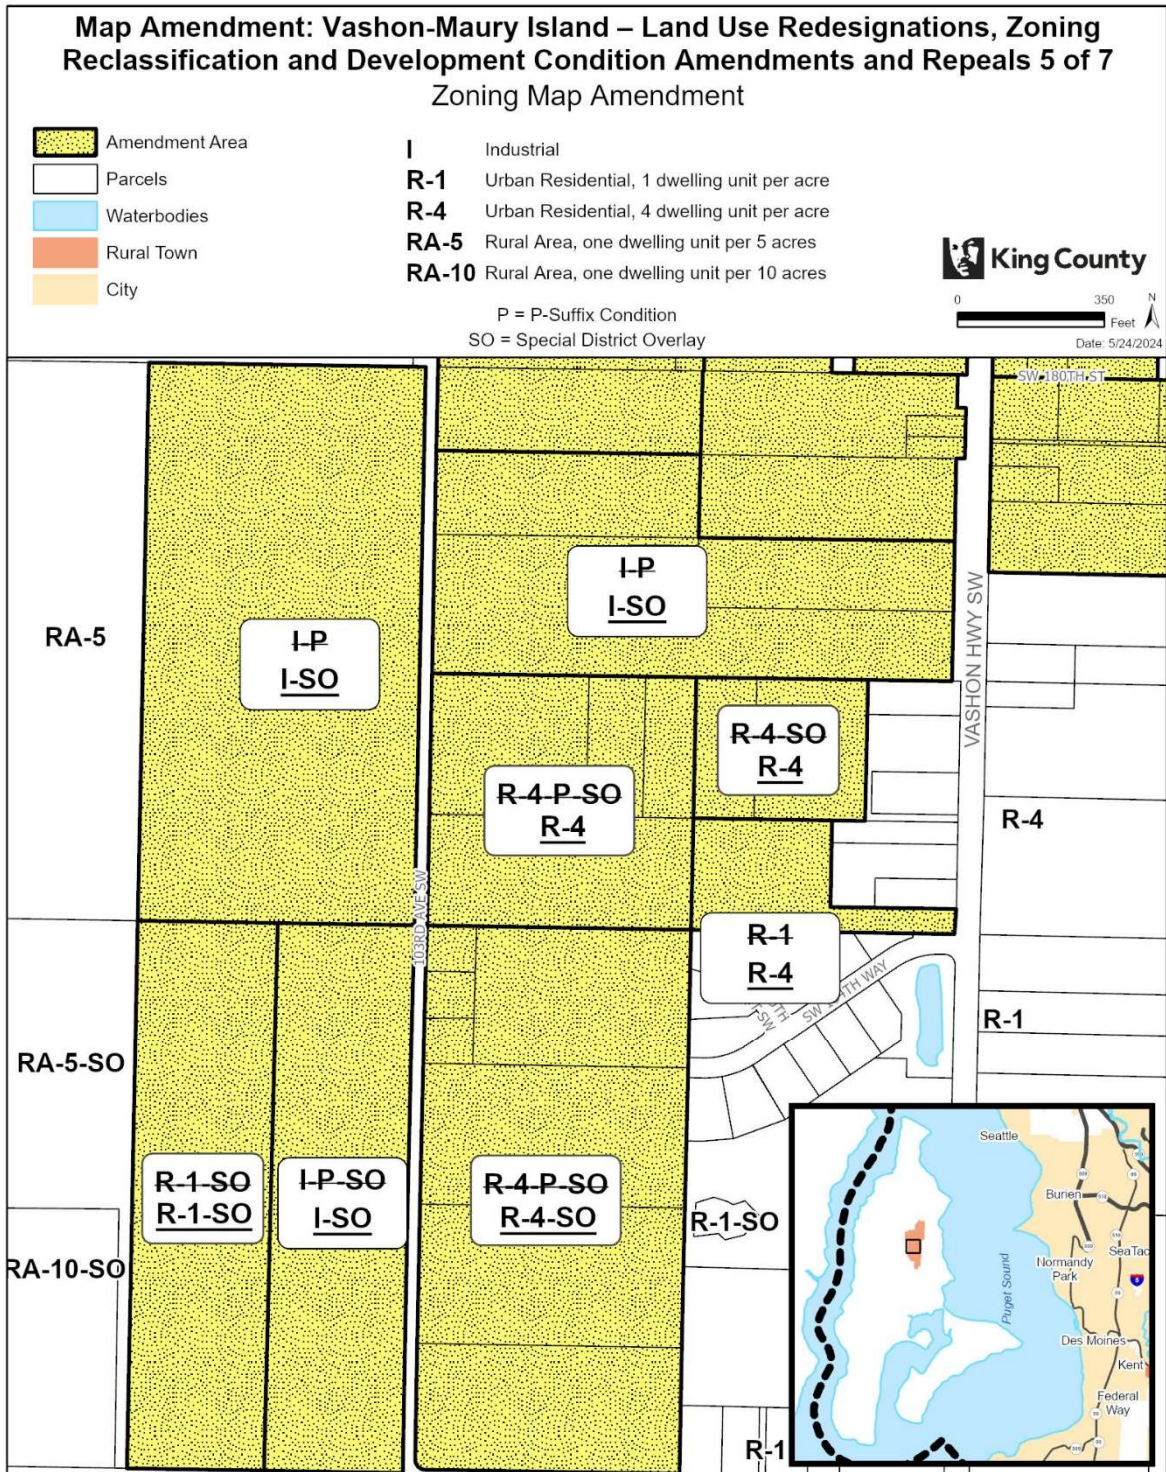 Map Amendment: Vashon-Maury Island – Land Use Redesignations, Zoning
Reclassification and Development Condition Amendments and Repeals 5 of 7
Zoning Map Amendment
Amendment Area
Parcels
Waterbodies
Rural Town
City
I Industrial
R-1 Urban Residential, 1 dwelling unit per acre
R-4 Urban Residential, 4 dwelling unit per acre
RA-5 Rural Area, one dwelling unit per 5 acres
RA-10 Rural Area, one dwelling unit per 10 acres
P = P-Suffix Condition
SO = Special District Overlay
King County
0 350
Feet
N
Date: 5/24/2024
SW 180TH ST
I-P
I-SO
RA-5
I-P
I-SO
VASHON HWY SW
R-4-SO
R-4
R-4-P-SO
R-4
R-4
103RD AVE SW
R-1
R-4
R-1
RA-5-SO
R-1-SO
R-1-SO
I-P-SO
I-SO
R-4-P-SO
R-4-SO
R-1-SO
RA-10-SO
R-1
Seattle
Burien
SeaTac
Normandy
Park
Puget Sound
5
Des Moines
Kent
Federal
Way